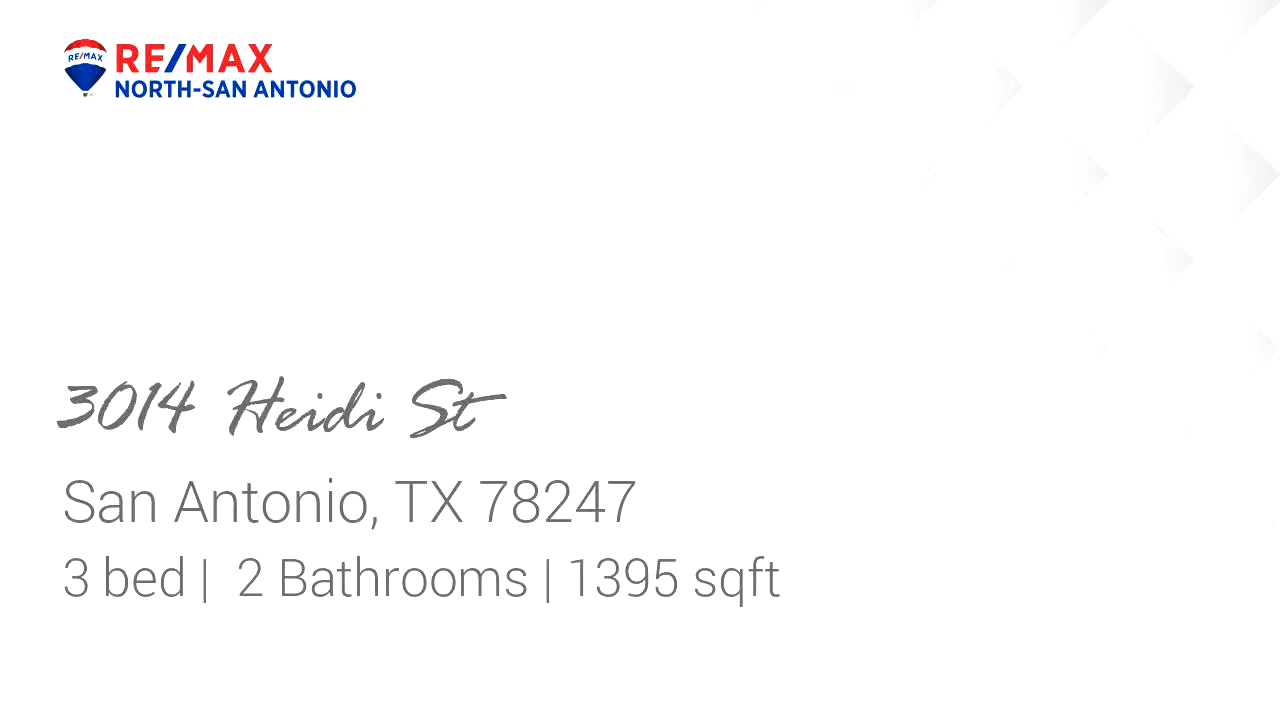 RE/MAX
RE/MAX
NORTH-SAN ANTONIO
3014 Heidi St
San Antonio, TX 78247
3 bed | 2 Bathrooms | 1395 sqft